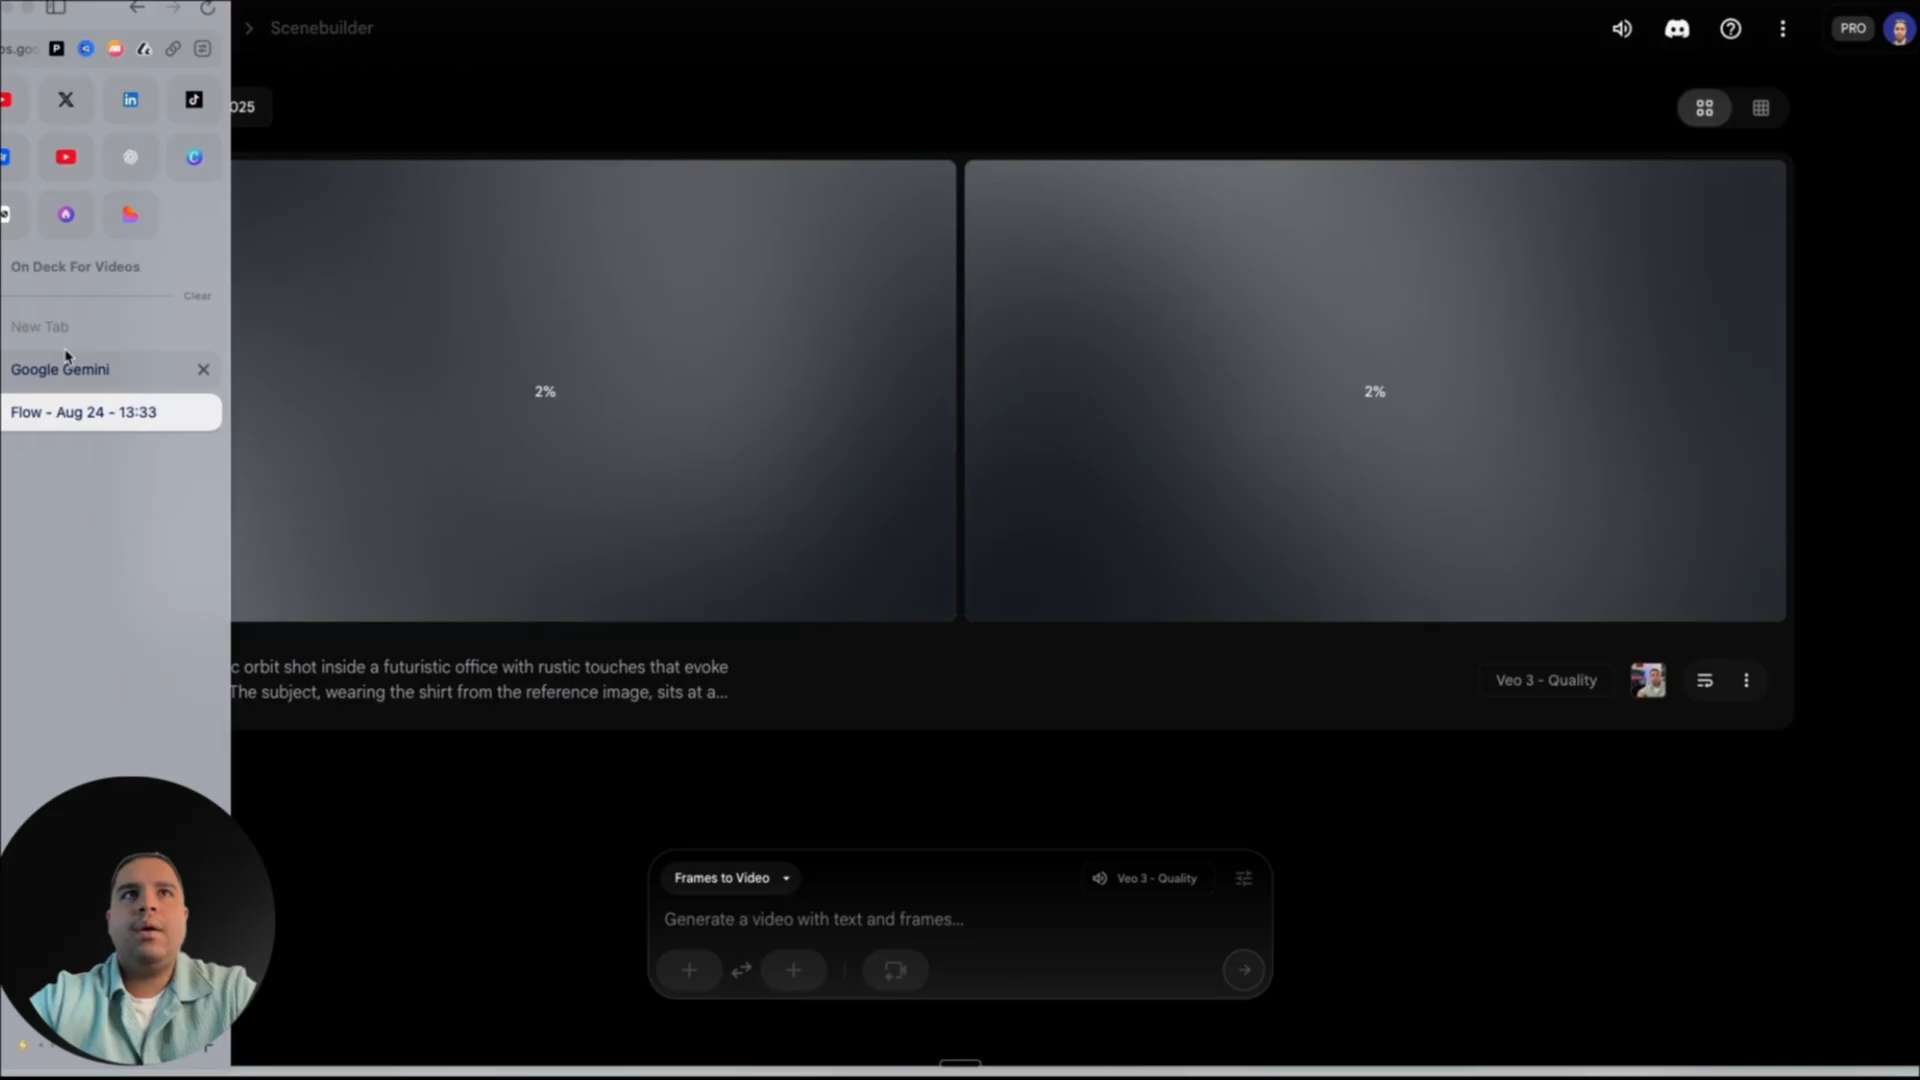 Scenebuilder
PRO
os.goo
025
On Deck For Videos
Clear
New Tab
Google Gemini
Flow - Aug 24 - 13:33
2%
2%
c orbit shot inside a futuristic office with rustic touches that evoke
The subject, wearing the shirt from the reference image, sits at a...
Veo 3 - Quality
Frames to Video
Veo 3 - Quality
Generate a video with text and frames...